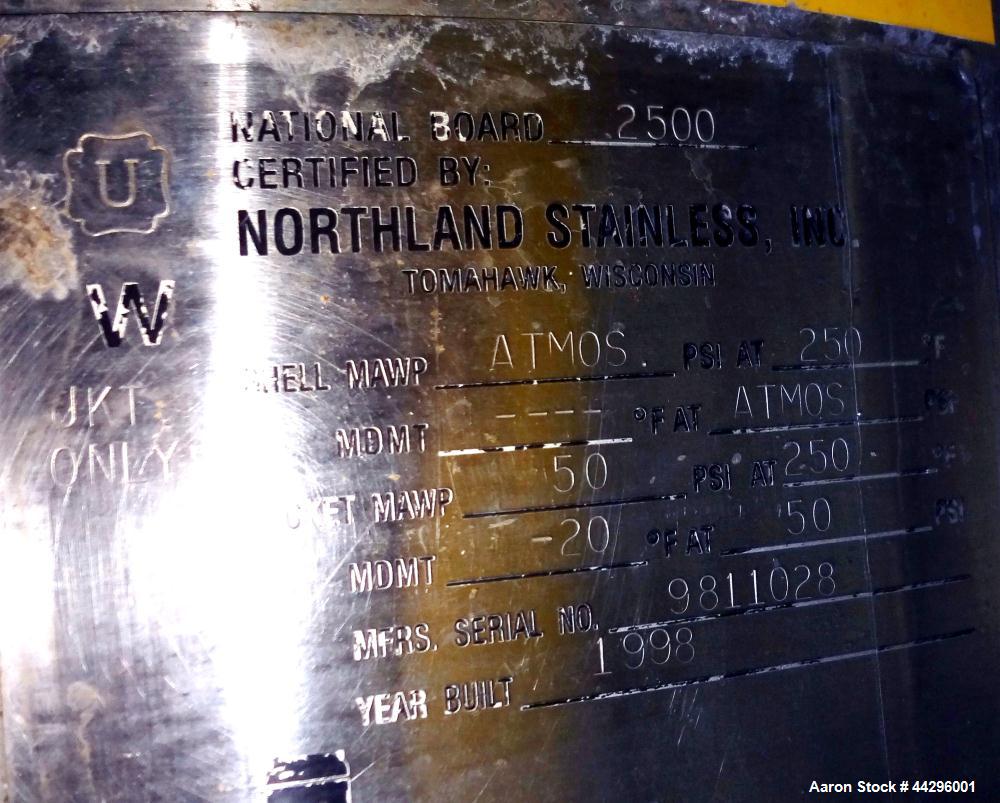 NATIONAL BOARD 2500
CERTIFIED BY:
NORTHLAND STAINLESS, INC.
TOMAHAWK, WISCONSIN
U
W
JKT.
ONLY
SHELL MAWP ATMOS. PSI AT 250 °F
MDMT ---- °F AT ATMOS PSI
JACKET MAWP 50 PSI AT 250 °F
MDMT -20 °F AT 50 PSI
MFRS. SERIAL NO. 9811028
YEAR BUILT 1998
Aaron Stock # 44296001